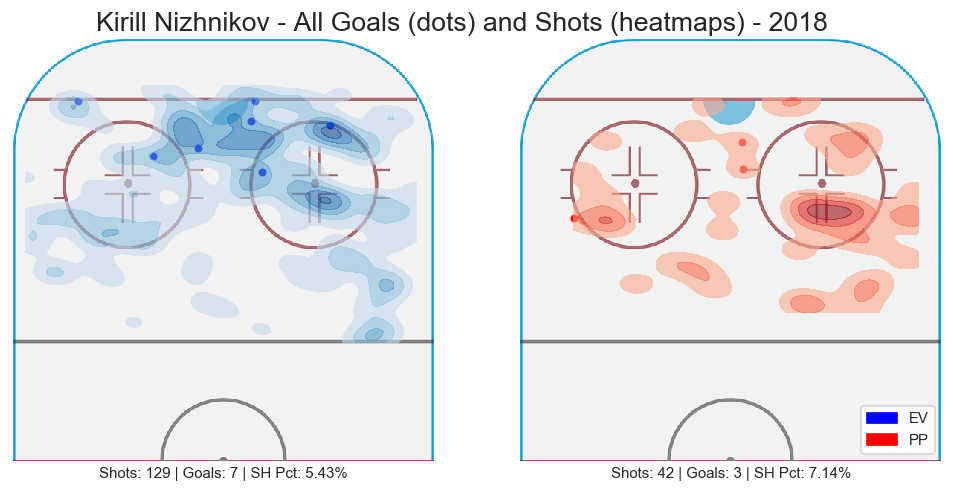 Kirill Nizhnikov - All Goals (dots) and Shots (heatmaps) - 2018
EV
PP
Shots: 129 | Goals: 7 | SH Pct: 5.43%
Shots: 42 | Goals: 3 | SH Pct: 7.14%